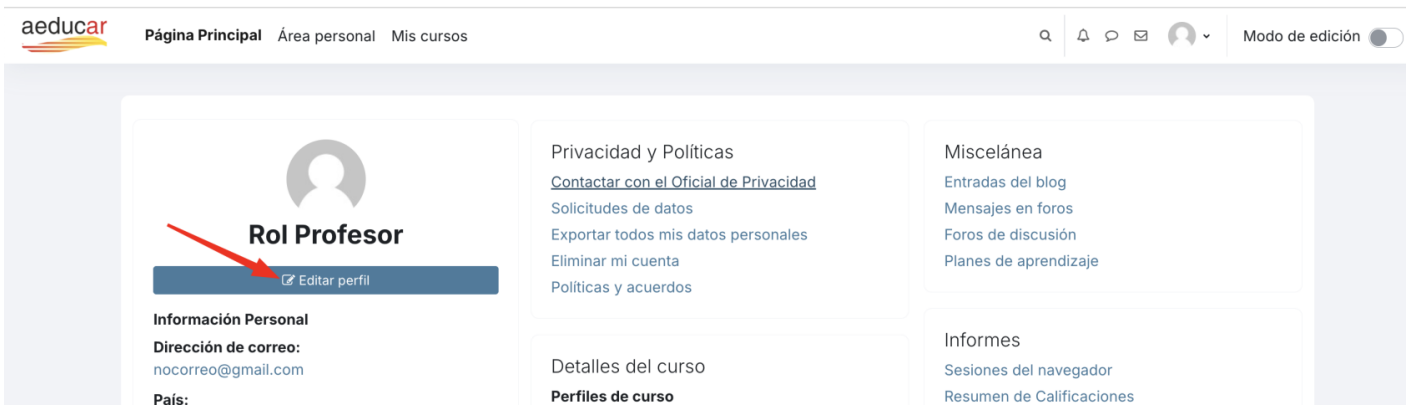 aeducar
Página Principal Área personal Mis cursos
Modo de edición
Rol Profesor
Editar perfil
Información Personal
Dirección de correo:
nocorreo@gmail.com
País:
Privacidad y Políticas
Contactar con el Oficial de Privacidad
Solicitudes de datos
Exportar todos mis datos personales
Eliminar mi cuenta
Políticas y acuerdos
Detalles del curso
Perfiles de curso
Miscelánea
Entradas del blog
Mensajes en foros
Foros de discusión
Planes de aprendizaje
Informes
Sesiones del navegador
Resumen de Calificaciones